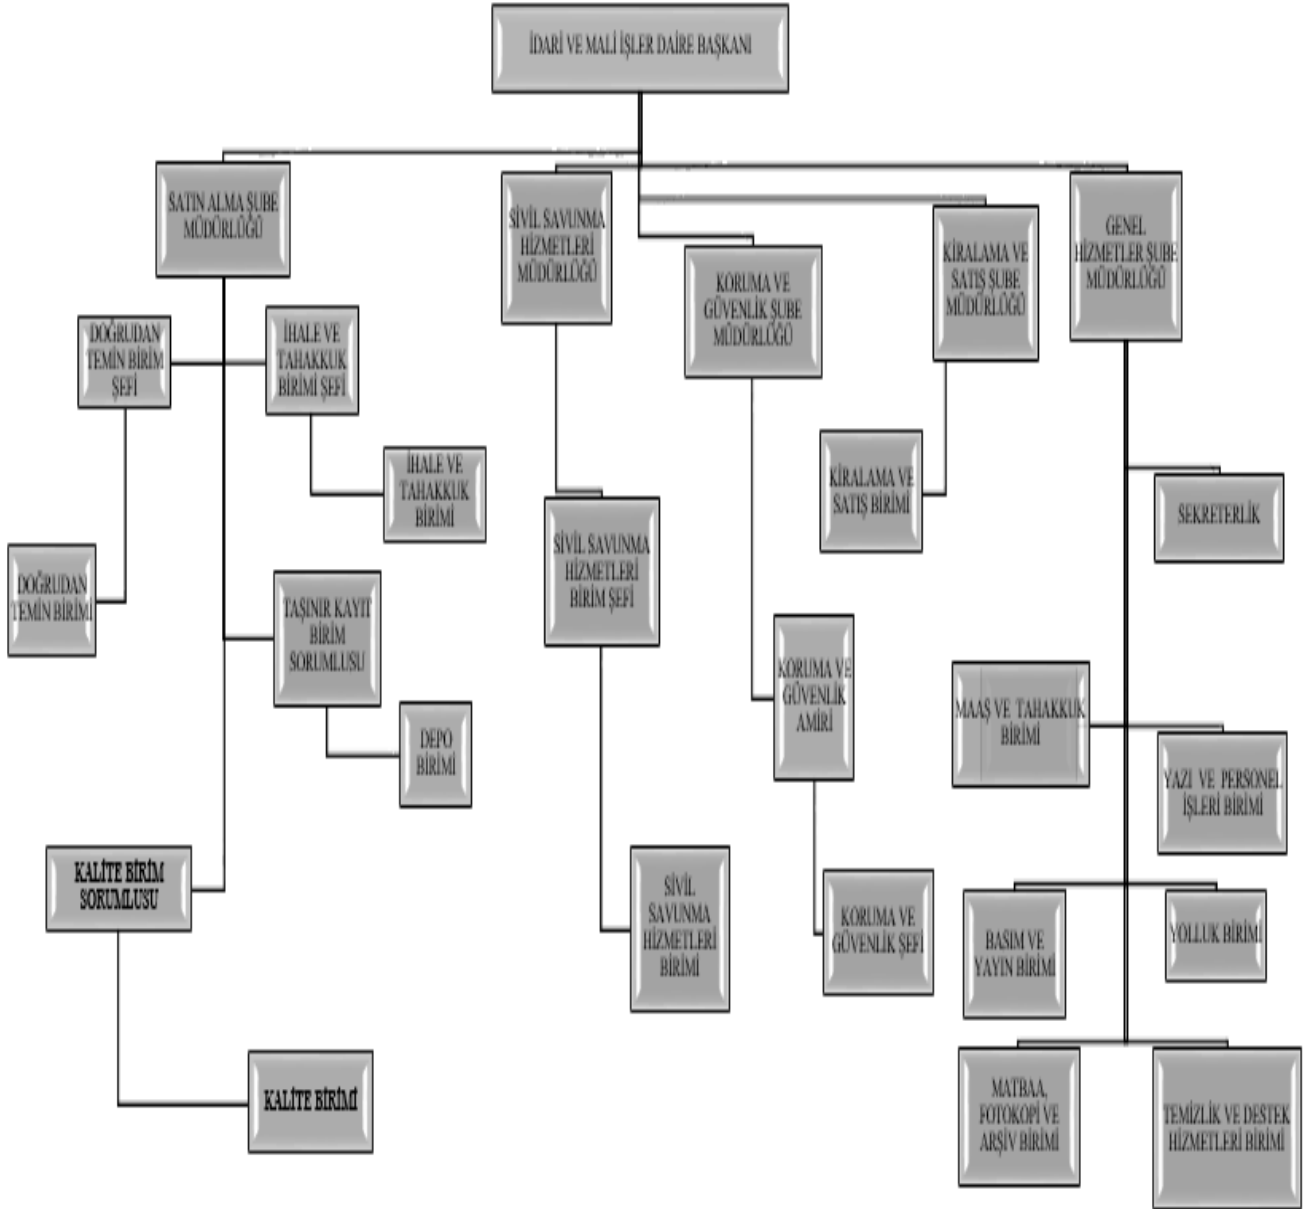 İDARİ VE MALİ İŞLER DAİRE BAŞKANI
SATIN ALMA ŞUBE
MÜDÜRLÜĞÜ
SİVİL SAVUNMA
HİZMETLERİ
MÜDÜRLÜĞÜ
KORUMA VE
GÜVENLİK ŞUBE
MÜDÜRLÜĞÜ
KİRALAMA VE
SATIŞ ŞUBE
MÜDÜRLÜĞÜ
GENEL
HİZMETLER ŞUBE
MÜDÜRLÜĞÜ
DOĞRUDAN
TEMİN BİRİM
ŞEFİ
İHALE VE
TAHAKKUK
BİRİMİ ŞEFİ
İHALE VE
TAHAKKUK
BİRİMİ
KİRALAMA VE
SATIŞ BİRİMİ
SEKRETERLİK
DOĞRUDAN
TEMİN BİRİMİ
TAŞINIR KAYIT
BİRİM
SORUMLUSU
SİVİL SAVUNMA
HİZMETLERİ
BİRİM ŞEFİ
KORUMA VE
GÜVENLİK
AMİRİ
MAAŞ VE TAHAKKUK
BİRİMİ
DEPO
BİRİMİ
YAZI VE PERSONEL
İŞLERİ BİRİMİ
KALİTE BİRİM
SORUMLUSU
SİVİL
SAVUNMA
HİZMETLERİ
BİRİMİ
KORUMA VE
GÜVENLİK ŞEFİ
BASIM VE
YAYIN BİRİMİ
YOLLUK BİRİMİ
KALİTE BİRİMİ
MATBAA,
FOTOKOPİ VE
ARŞİV BİRİMİ
TEMİZLİK VE DESTEK
HİZMETLERİ BİRİMİ